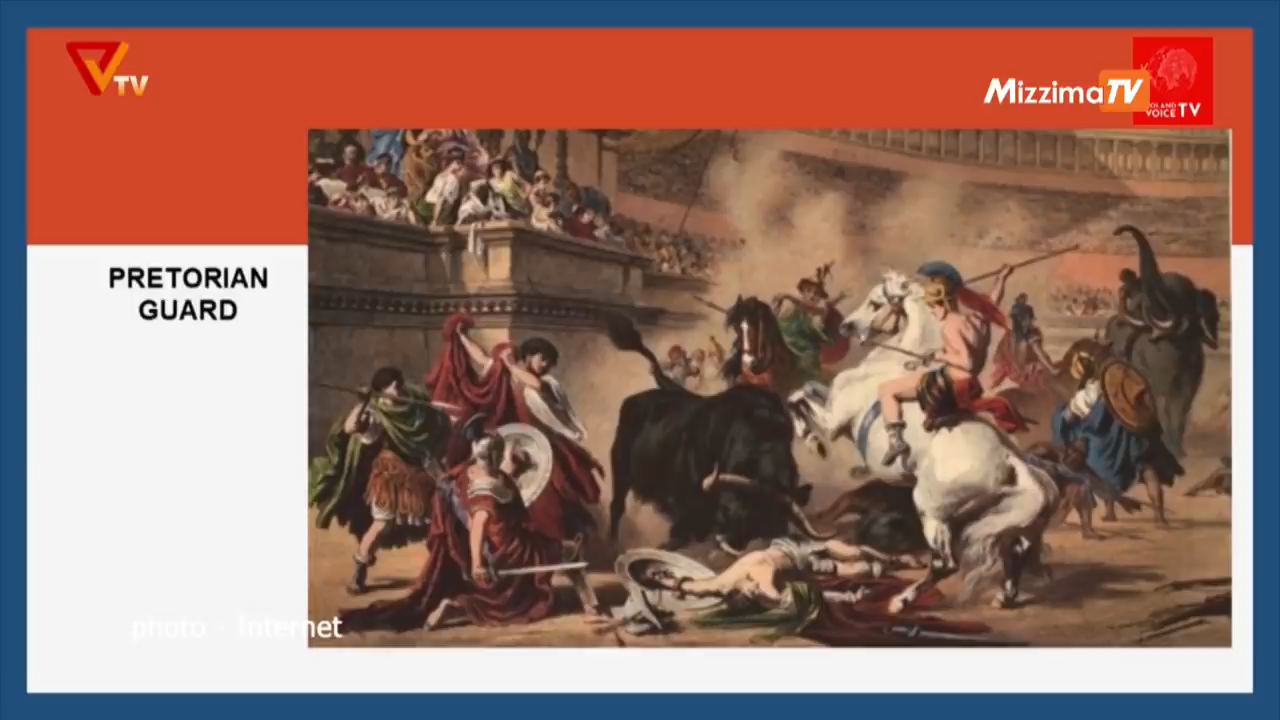 TV
MizzimaTV
VOICE TV
PRETORIAN
GUARD
photo - Internet